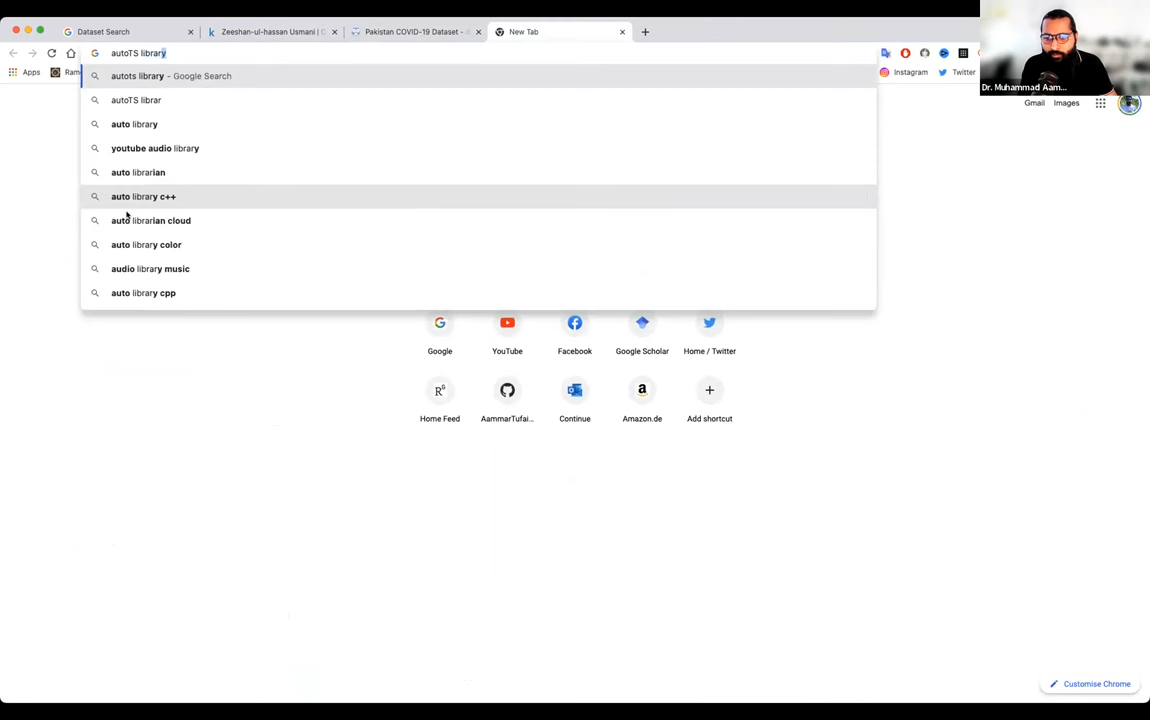 Dataset Search
Zeeshan-ul-hassan Usmani |
Pakistan COVID-19 Dataset -
New Tab
autoTS library
Apps
Ram
Instagram
Twitter
Dr. Muhammad Aam...
Gmail
Images
autots library - Google Search
autoTS librar
auto library
youtube audio library
auto librarian
auto library c++
auto librarian cloud
auto library color
audio library music
auto library cpp
Google
YouTube
Facebook
Google Scholar
Home / Twitter
Home Feed
AammarTufai...
Continue
Amazon.de
Add shortcut
Customise Chrome